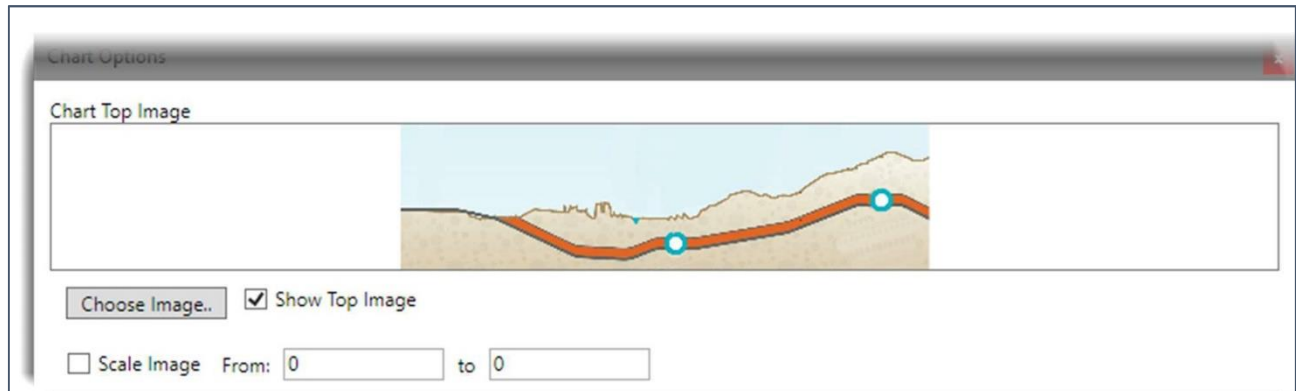 Chart Options
Chart Top Image
Choose Image..
Show Top Image
Scale Image From: 0 to 0